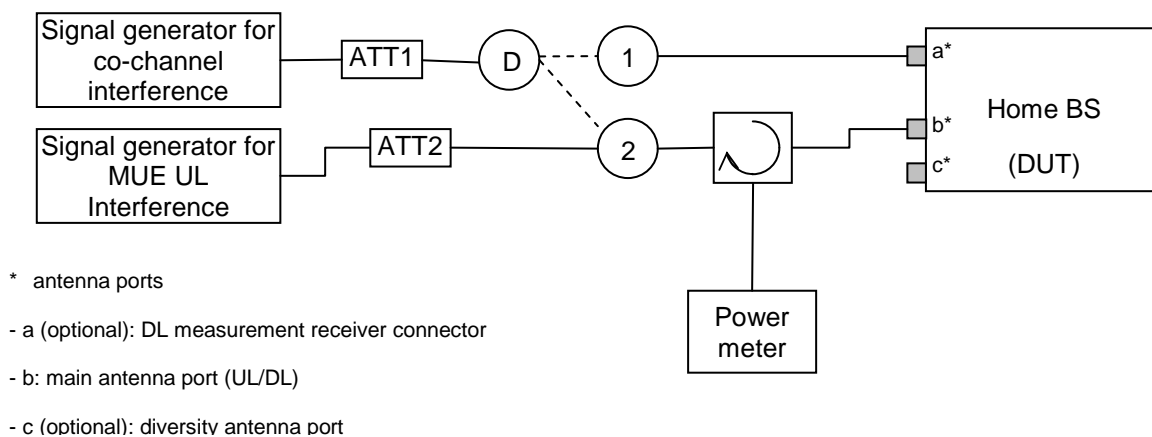 Signal generator for
co-channel
interference
ATT1
D
1
a*
Home BS
(DUT)
b*
c*
Signal generator for
MUE UL
Interference
ATT2
2
Power
meter
* antenna ports
- a (optional): DL measurement receiver connector
- b: main antenna port (UL/DL)
- c (optional): diversity antenna port